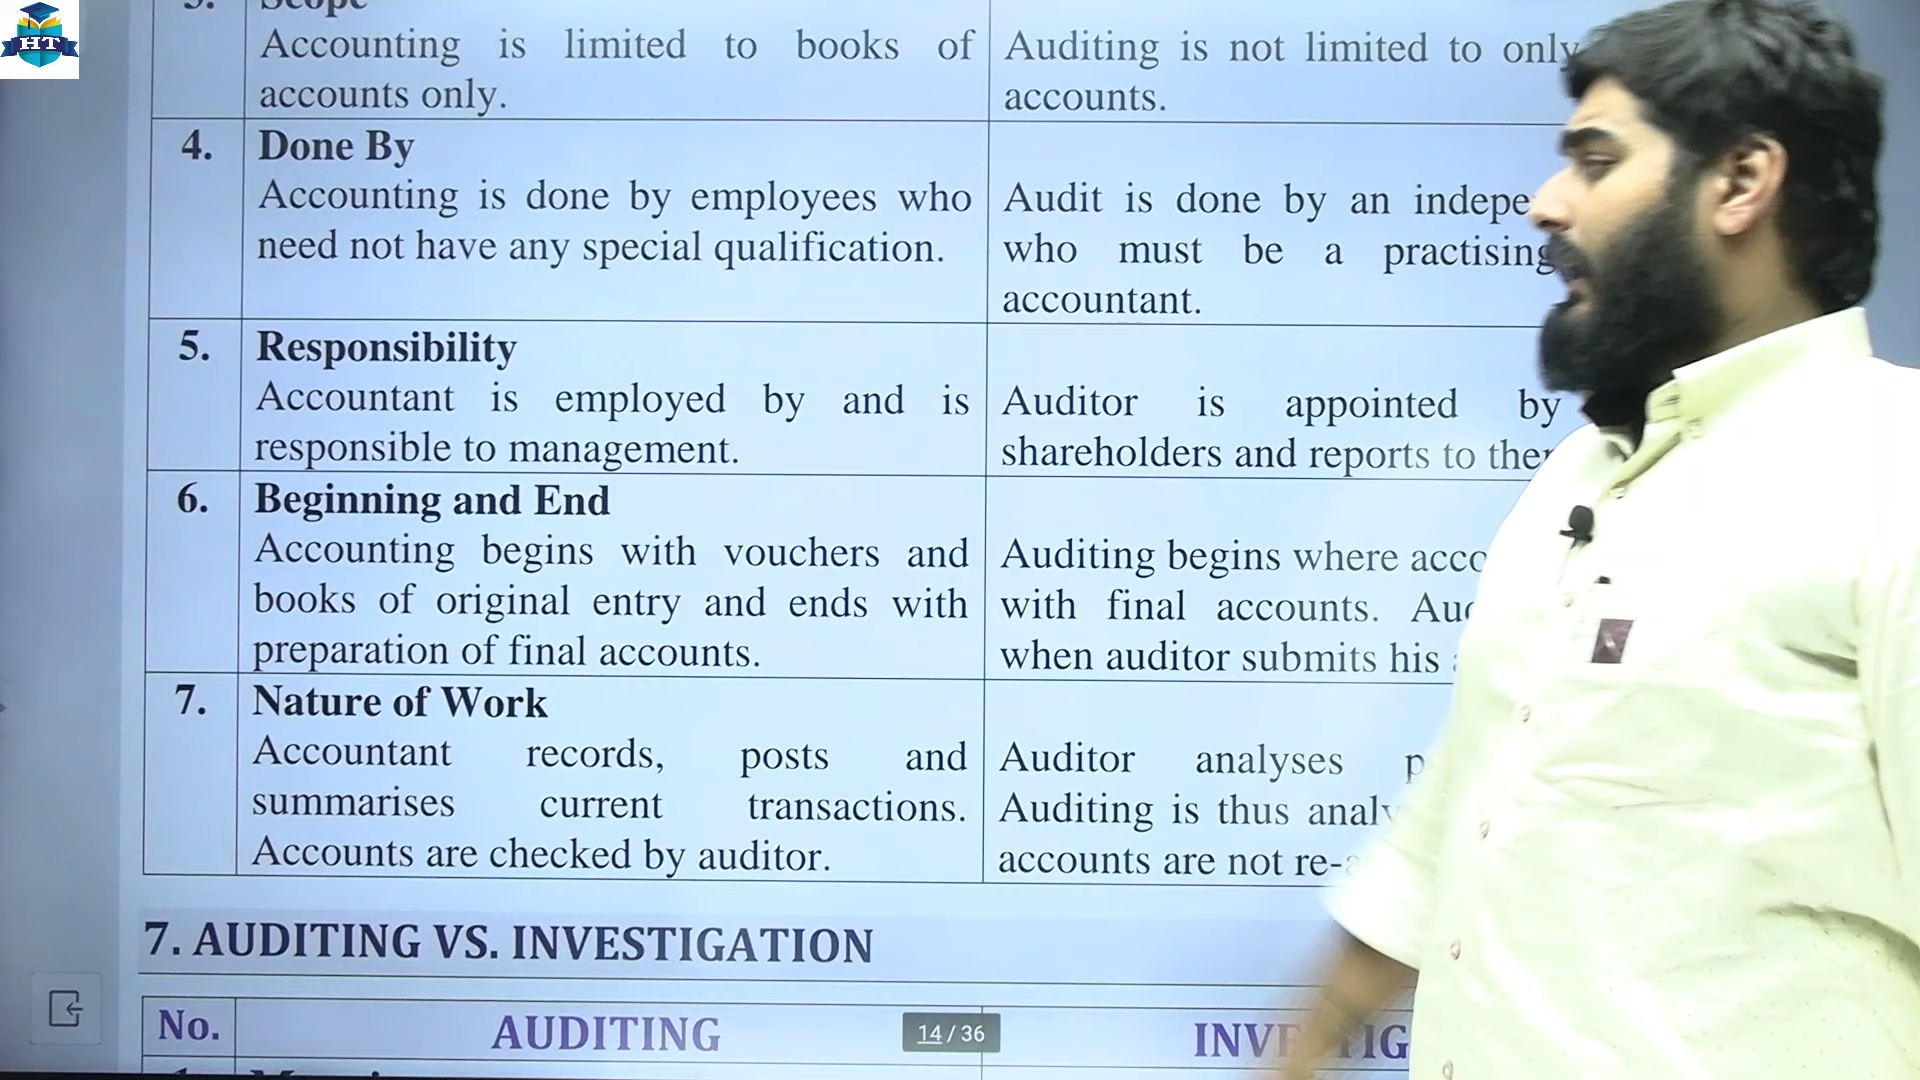 HT
3. Scope
Accounting is limited to books of
accounts only.
Auditing is not limited to only
accounts.
4. Done By
Accounting is done by employees who
need not have any special qualification.
Audit is done by an
who must be a practising
accountant.
5. Responsibility
Accountant is employed by and is
responsible to management.
Auditor is appointed by
shareholders and reports to
6. Beginning and End
Accounting begins with vouchers and
books of original entry and ends with
preparation of final accounts.
Auditing begins where
with final accounts.
when auditor submits his
7. Nature of Work
Accountant records, posts and
summarises current transactions.
Accounts are checked by auditor.
Auditor analyses
Auditing is thus
accounts are not
7. AUDITING VS. INVESTIGATION
No. AUDITING
14 / 36